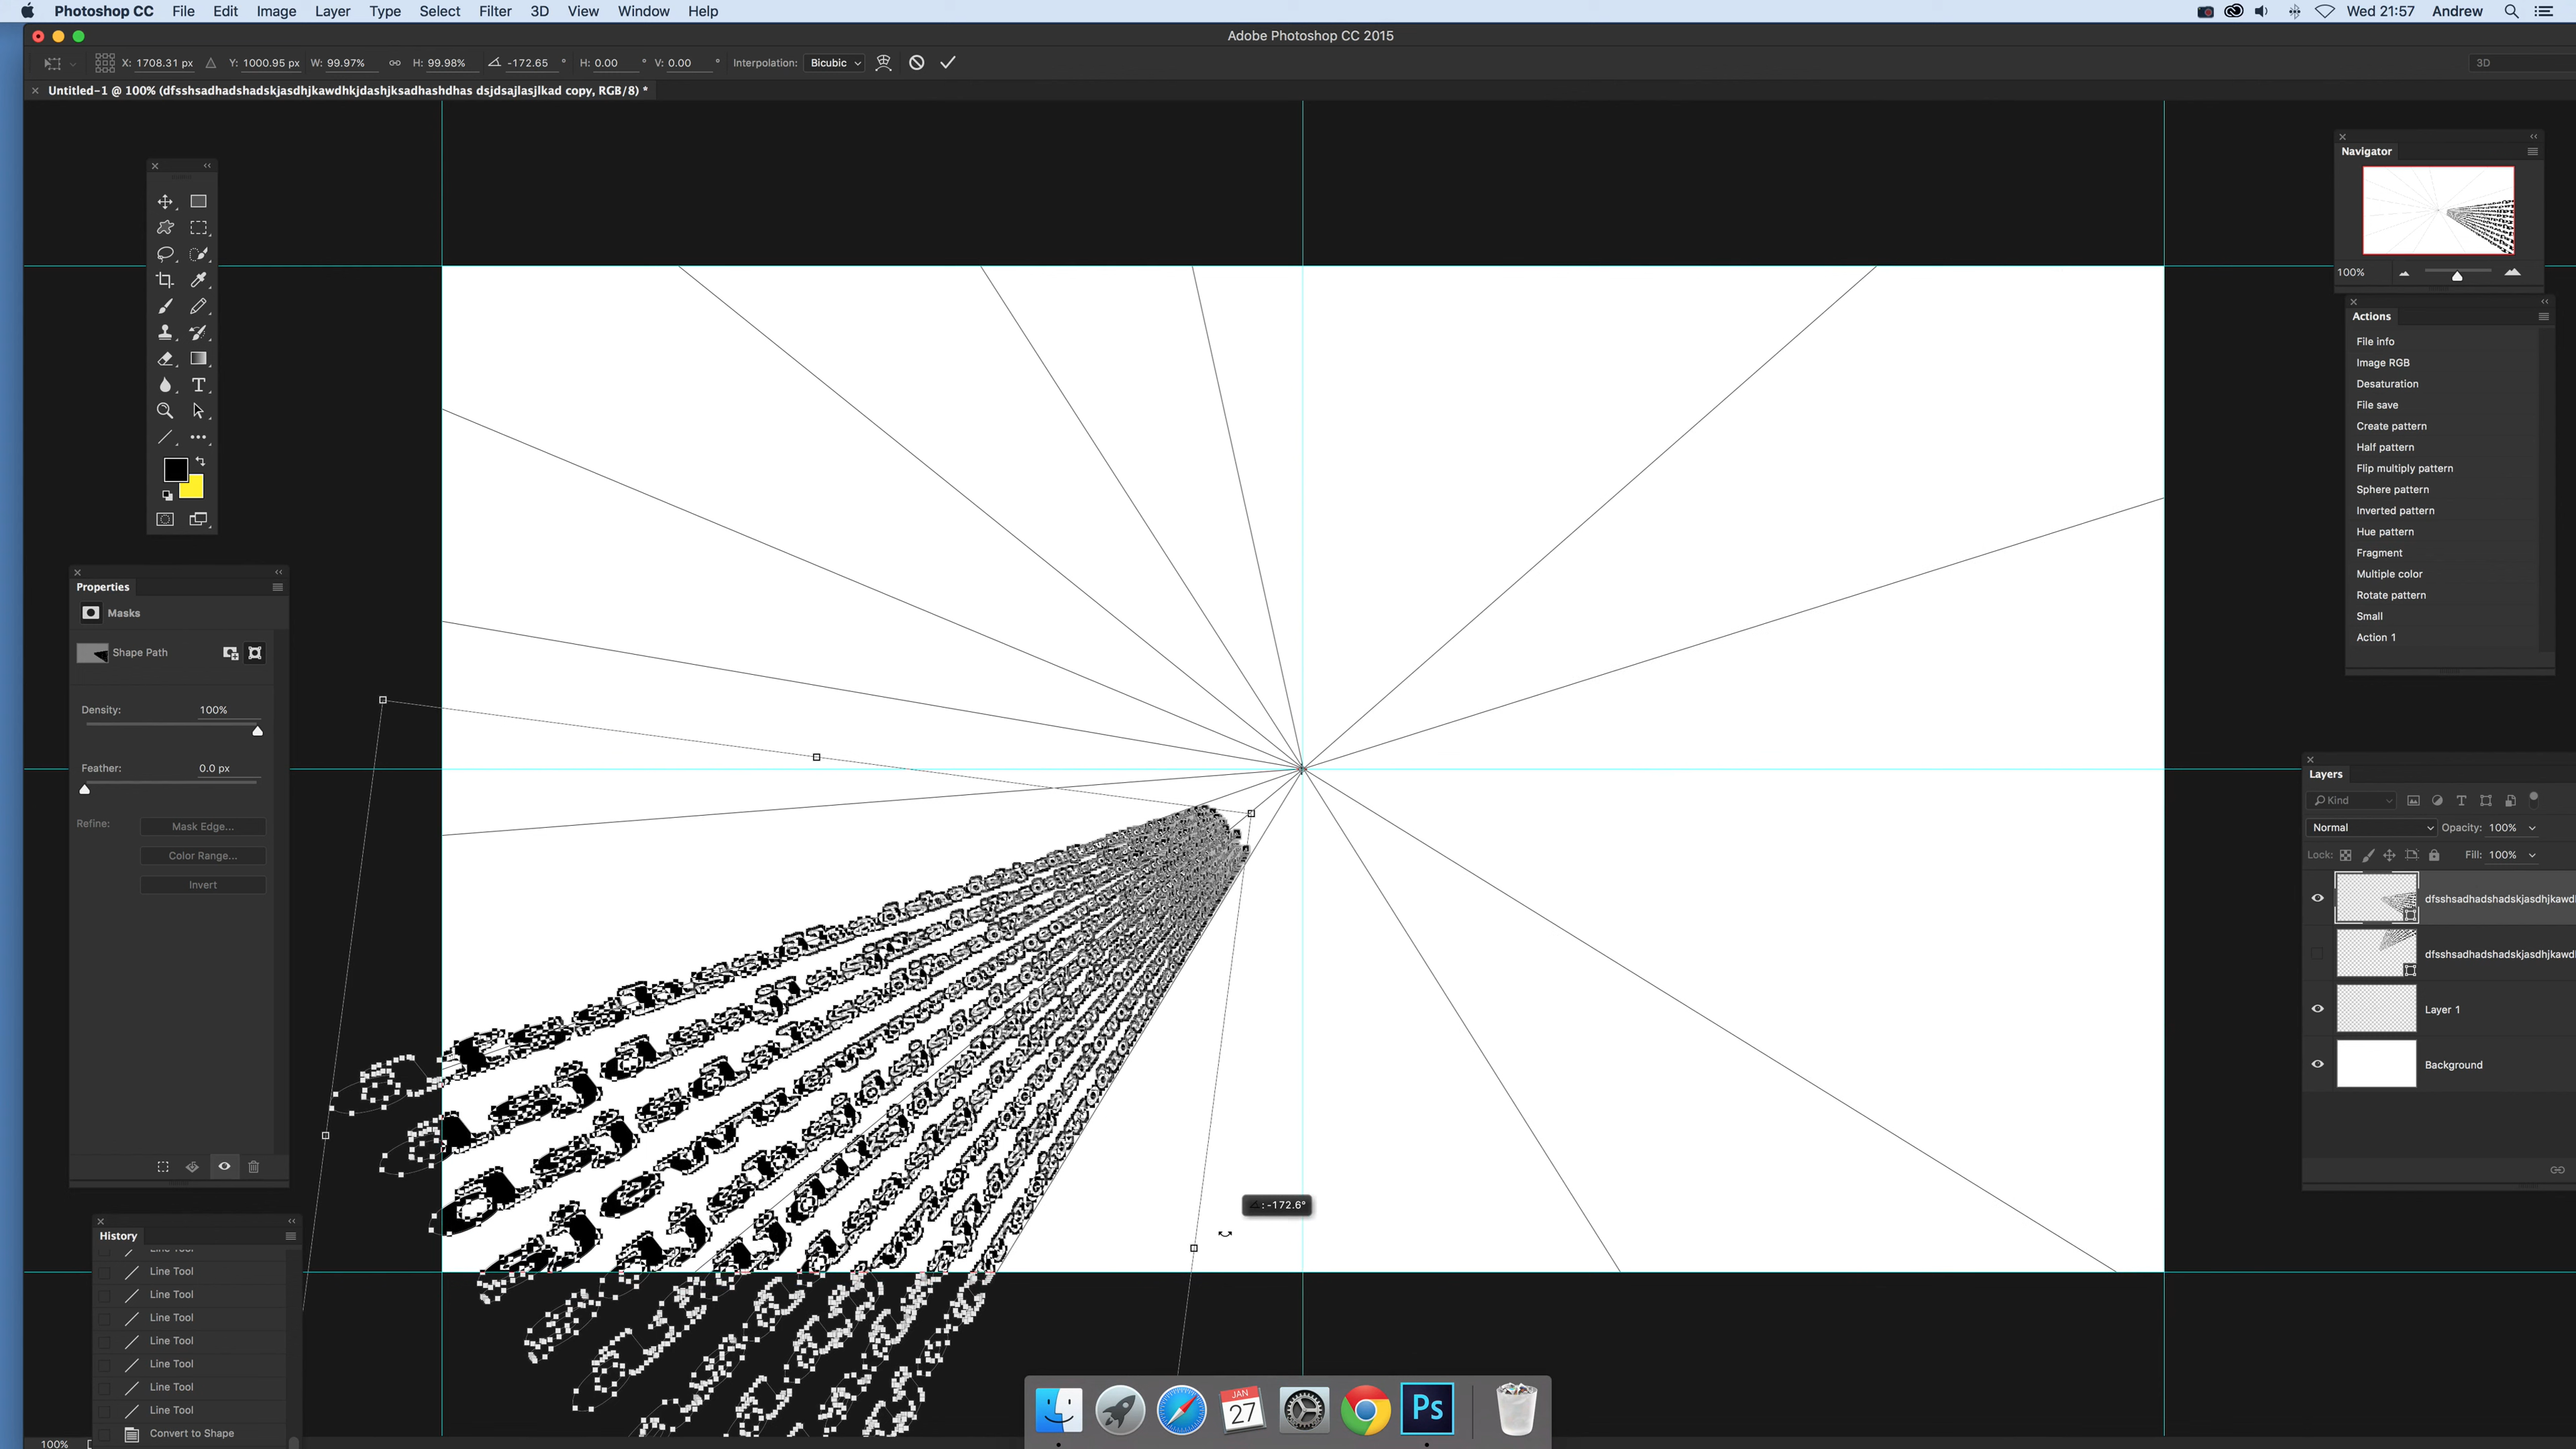 Photoshop CC File Edit Image Layer Type Select Filter 3D View Window Help Wed 21:57 Andrew
Adobe Photoshop CC 2015
X: 1708.31 px Y: 1000.95 px W: 99.97% H: 99.98% -172.65 ° H: 0.00 ° V: 0.00 ° Interpolation: Bicubic 3D
Untitled-1 @ 100% (dfsshsadhadshadskjasdhjkawdhkjdashjksadhashdhas dsjdsajlasjlkad copy, RGB/8) *
Navigator
100%
Actions
File info
Image RGB
Desaturation
File save
Create pattern
Half pattern
Flip multiply pattern
Sphere pattern
Inverted pattern
Hue pattern
Fragment
Multiple color
Rotate pattern
Small
Action 1
Properties
Masks
Shape Path
Density: 100%
Feather: 0.0 px
Refine: Mask Edge...
Color Range...
Invert
Layers
Kind
Normal Opacity: 100%
Lock: Fill: 100%
dfsshsadhadshadskjasdhjkawdl
dfsshsadhadshadskjasdhjkawdl
Layer 1
Background
: -172.6°
History
Line Tool
Line Tool
Line Tool
Line Tool
Line Tool
Line Tool
Line Tool
Line Tool
Convert to Shape
100%
JAN
27
Ps